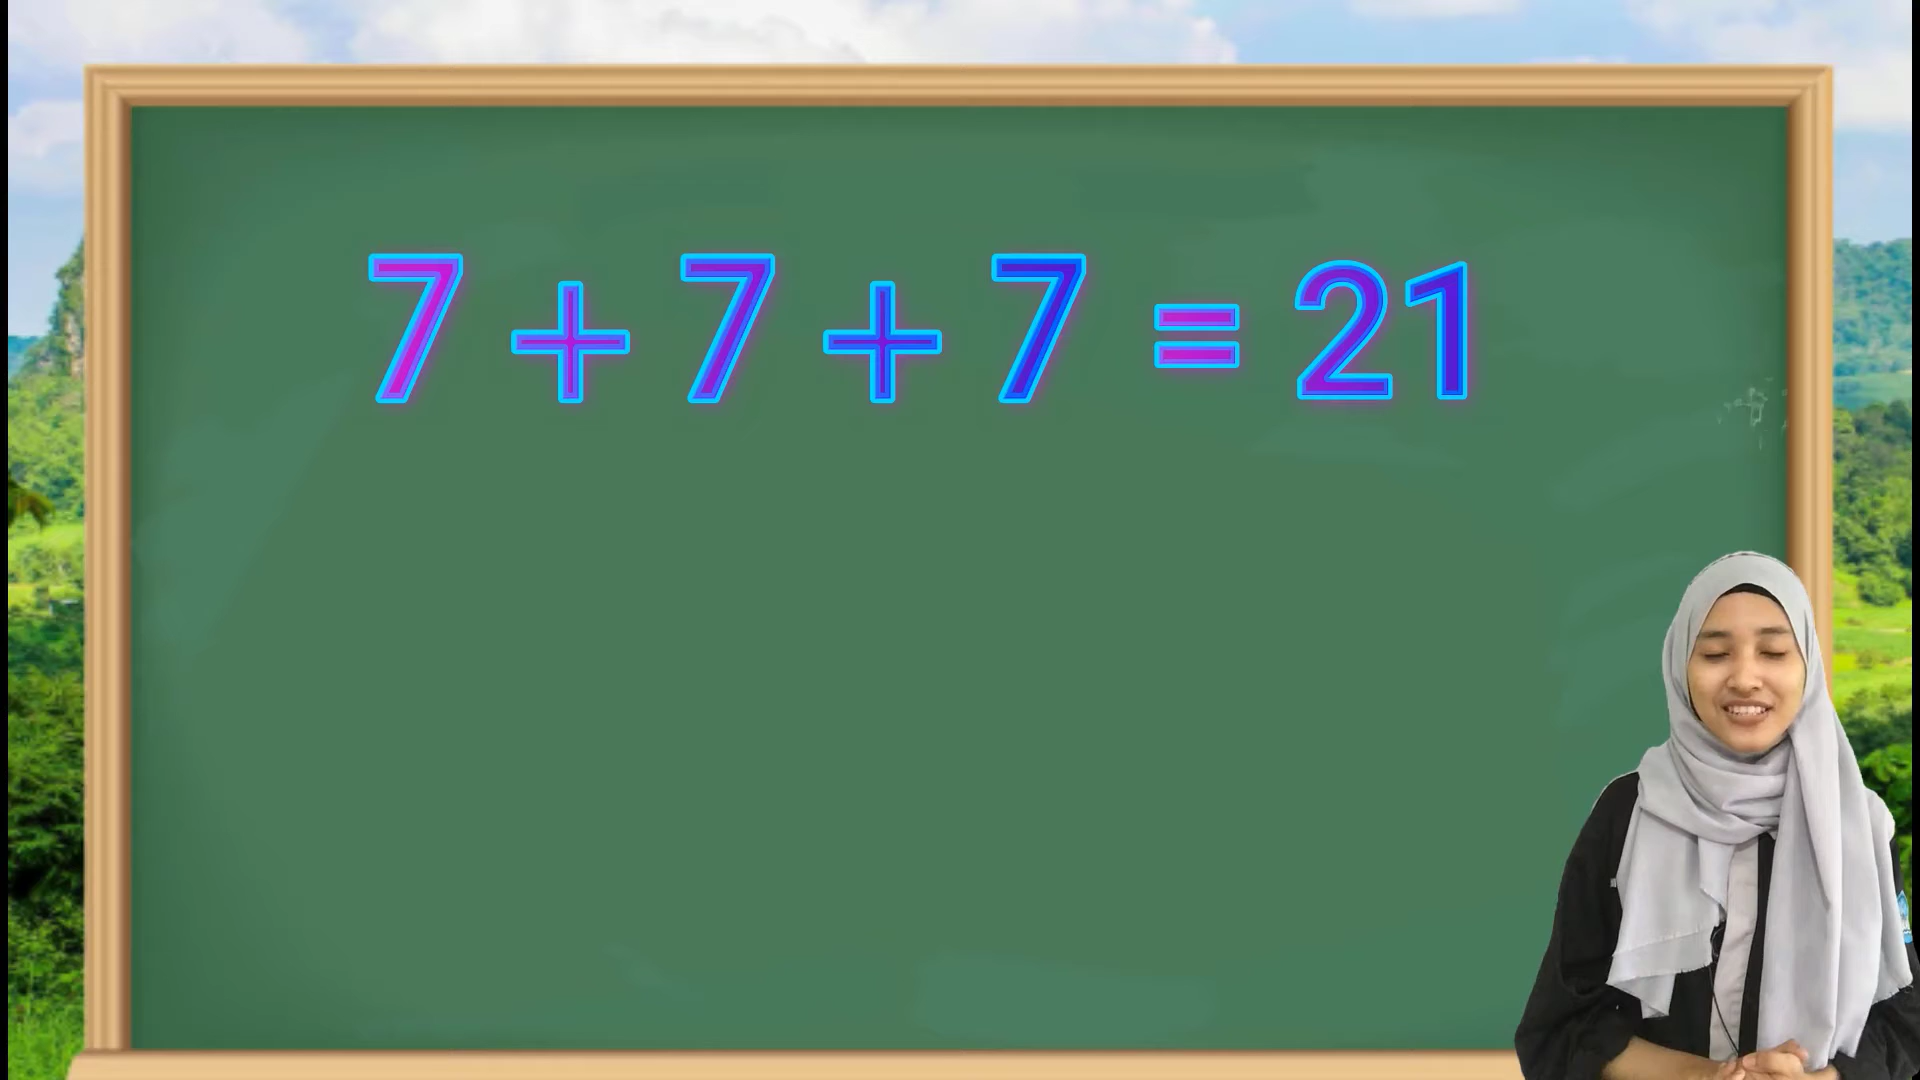 7 + 7 + 7 = 21